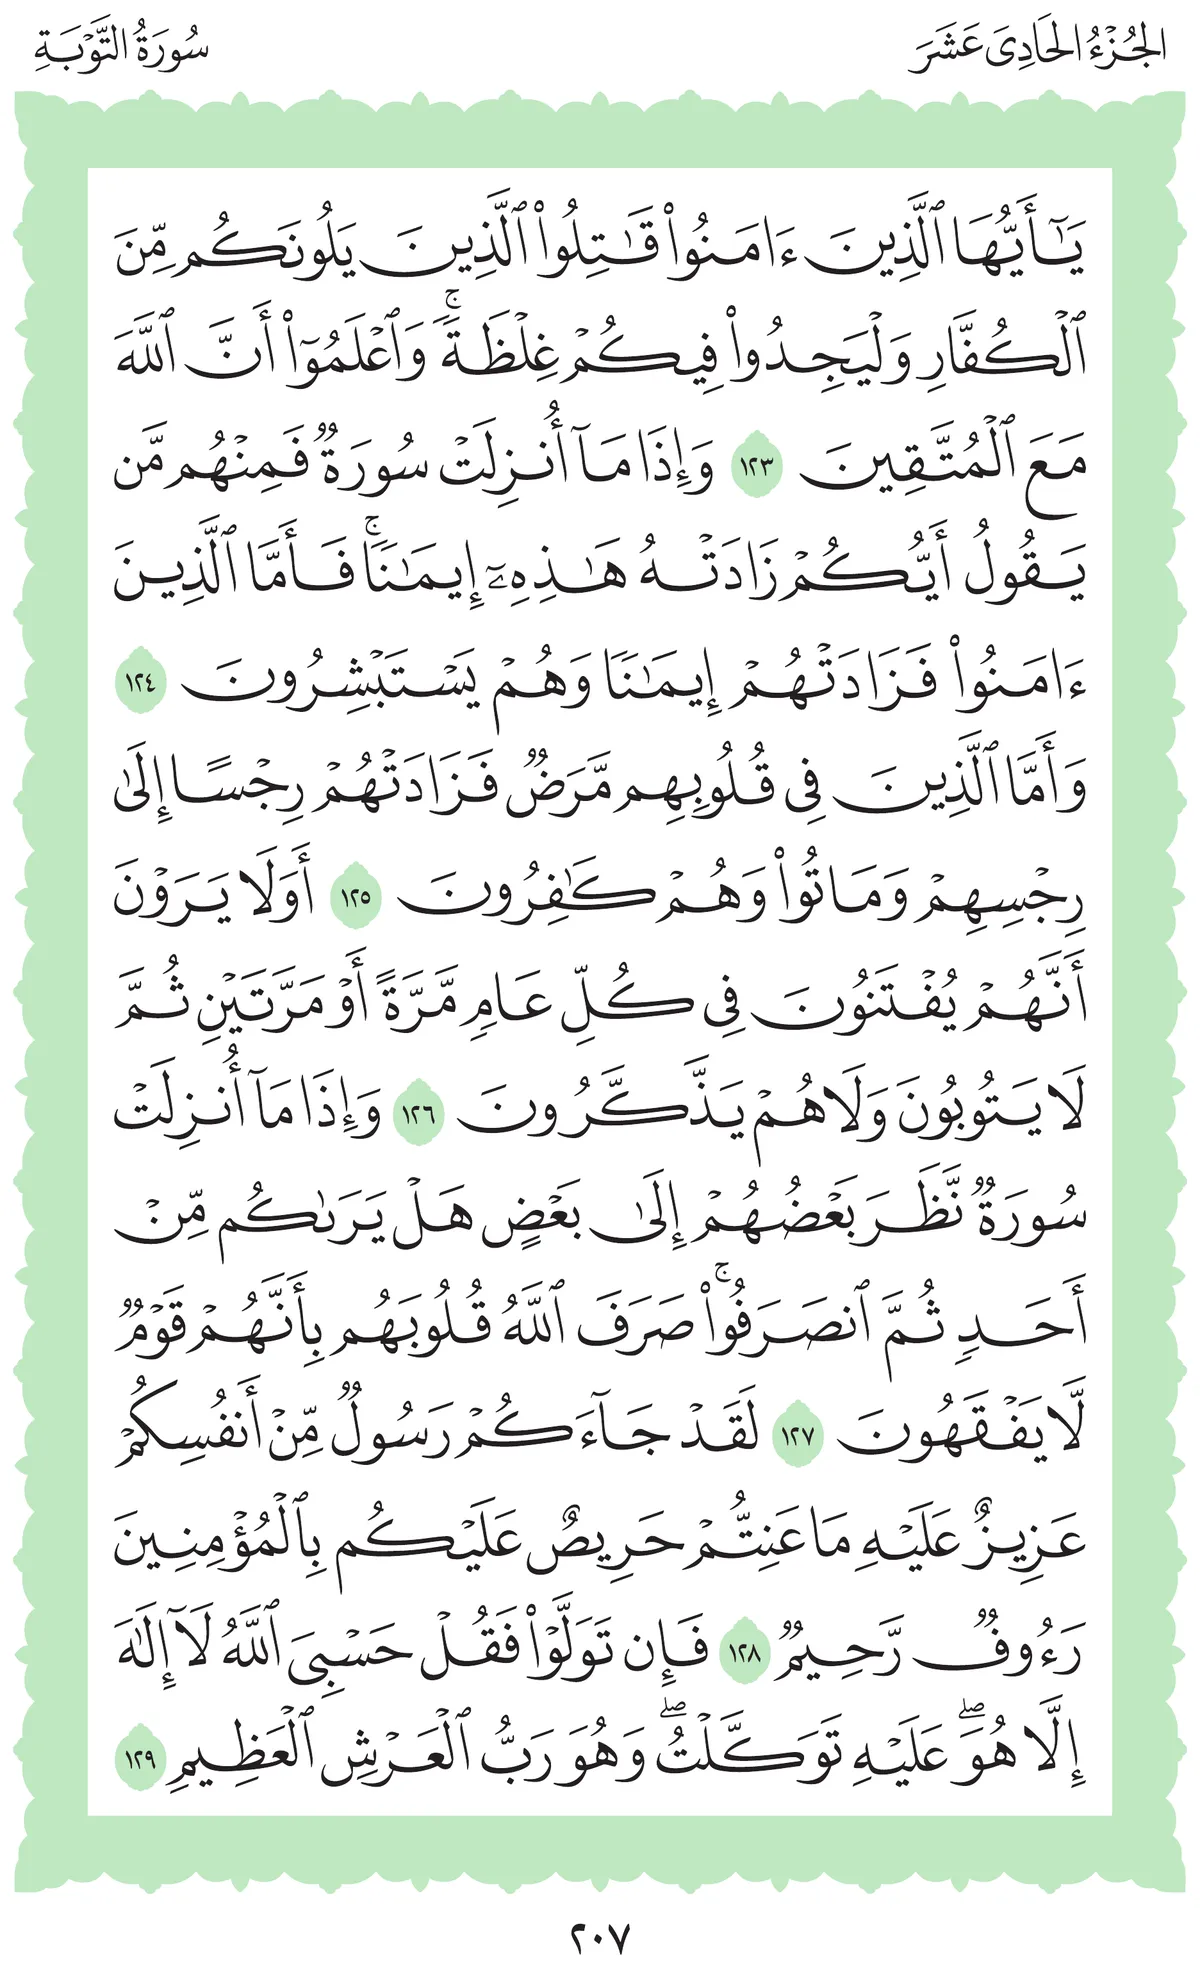 الجُزْءُ الحَادِىَ عَشَرَ
سُورَةُ التَّوْبَةِ
يَـٰٓأَيُّهَا ٱلَّذِينَ ءَامَنُوا۟ قَـٰتِلُوا۟ ٱلَّذِينَ يَلُونَكُم مِّنَ
ٱلْكُفَّارِ وَلْيَجِدُوا۟ فِيكُمْ غِلْظَةً ۚ وَٱعْلَمُوٓا۟ أَنَّ ٱللَّهَ
مَعَ ٱلْمُتَّقِينَ ١٢٣ وَإِذَا مَآ أُنزِلَتْ سُورَةٌ فَمِنْهُم مَّن
يَقُولُ أَيُّكُمْ زَادَتْهُ هَـٰذِهِۦٓ إِيمَـٰنًا ۚ فَأَمَّا ٱلَّذِينَ
ءَامَنُوا۟ فَزَادَتْهُمْ إِيمَـٰنًا وَهُمْ يَسْتَبْشِرُونَ ١٢٤
وَأَمَّا ٱلَّذِينَ فِى قُلُوبِهِم مَّرَضٌ فَزَادَتْهُمْ رِجْسًا إِلَىٰ
رِجْسِهِمْ وَمَاتُوا۟ وَهُمْ كَـٰفِرُونَ ١٢٥ أَوَلَا يَرَوْنَ
أَنَّهُمْ يُفْتَنُونَ فِى كُلِّ عَامٍ مَّرَّةً أَوْ مَرَّتَيْنِ ثُمَّ
لَا يَتُوبُونَ وَلَا هُمْ يَذَّكَّرُونَ ١٢٦ وَإِذَا مَآ أُنزِلَتْ
سُورَةٌ نَّظَرَ بَعْضُهُمْ إِلَىٰ بَعْضٍ هَلْ يَرَىٰكُم مِّنْ
أَحَدٍ ثُمَّ ٱنصَرَفُوا۟ ۚ صَرَفَ ٱللَّهُ قُلُوبَهُم بِأَنَّهُمْ قَوْمٌ
لَّا يَفْقَهُونَ ١٢٧ لَقَدْ جَآءَكُمْ رَسُولٌ مِّنْ أَنفُسِكُمْ
عَزِيزٌ عَلَيْهِ مَا عَنِتُّمْ حَرِيصٌ عَلَيْكُم بِٱلْمُؤْمِنِينَ
رَءُوفٌ رَّحِيمٌ ١٢٨ فَإِن تَوَلَّوْا۟ فَقُلْ حَسْبِىَ ٱللَّهُ لَآ إِلَـٰهَ
إِلَّا هُوَ ۖ عَلَيْهِ تَوَكَّلْتُ ۖ وَهُوَ رَبُّ ٱلْعَرْشِ ٱلْعَظِيمِ ١٢٩
٢٠٧